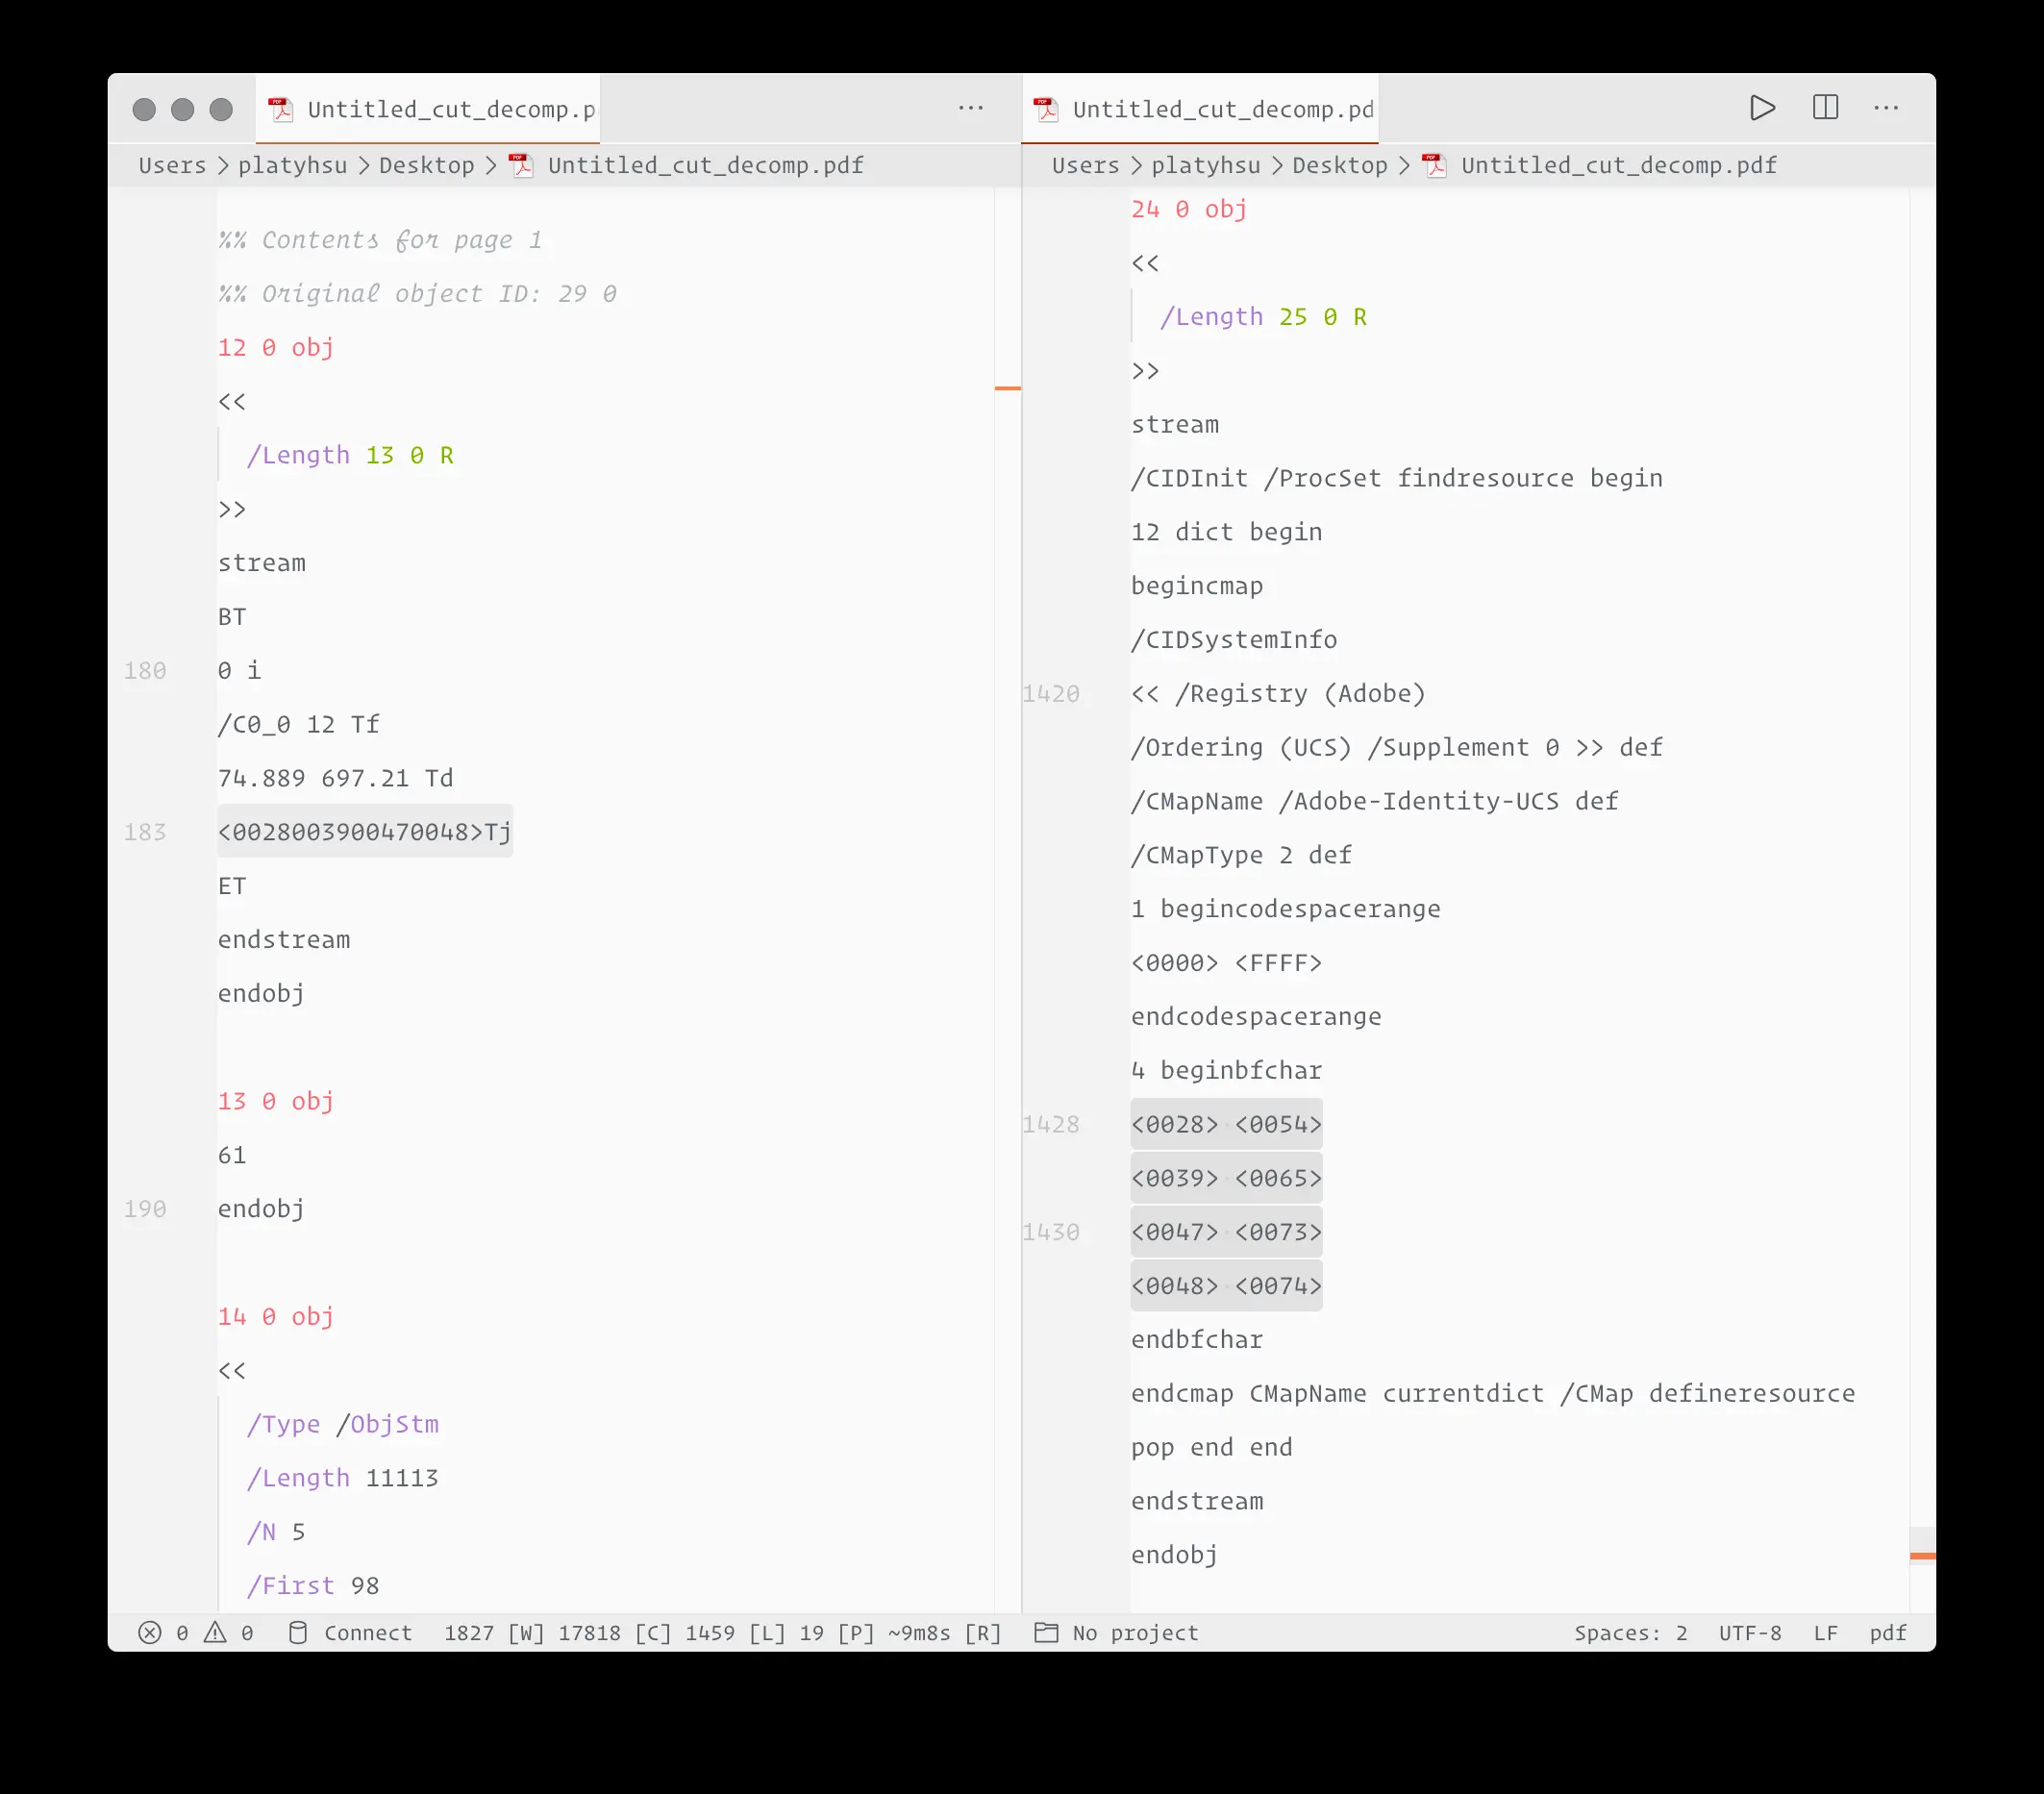 Untitled_cut_decomp.p
Users > platyhsu > Desktop > Untitled_cut_decomp.pdf
%% Contents for page 1
%% Original object ID: 29 0
12 0 obj
<<
/Length 13 0 R
>>
stream
BT
180 0 i
/C0_0 12 Tf
74.889 697.21 Td
183 <0028003900470048>Tj
ET
endstream
endobj
13 0 obj
61
190 endobj
14 0 obj
<<
/Type /ObjStm
/Length 11113
/N 5
/First 98
Untitled_cut_decomp.pd
Users > platyhsu > Desktop > Untitled_cut_decomp.pdf
24 0 obj
<<
/Length 25 0 R
>>
stream
/CIDInit /ProcSet findresource begin
12 dict begin
begincmap
/CIDSystemInfo
1420 << /Registry (Adobe)
/Ordering (UCS) /Supplement 0 >> def
/CMapName /Adobe-Identity-UCS def
/CMapType 2 def
1 begincodespacerange
<0000> <FFFF>
endcodespacerange
4 beginbfchar
1428 <0028> <0054>
<0039> <0065>
1430 <0047> <0073>
<0048> <0074>
endbfchar
endcmap CMapName currentdict /CMap defineresource
pop end end
endstream
endobj
0 0 Connect 1827 [W] 17818 [C] 1459 [L] 19 [P] ~9m8s [R] No project Spaces: 2 UTF-8 LF pdf